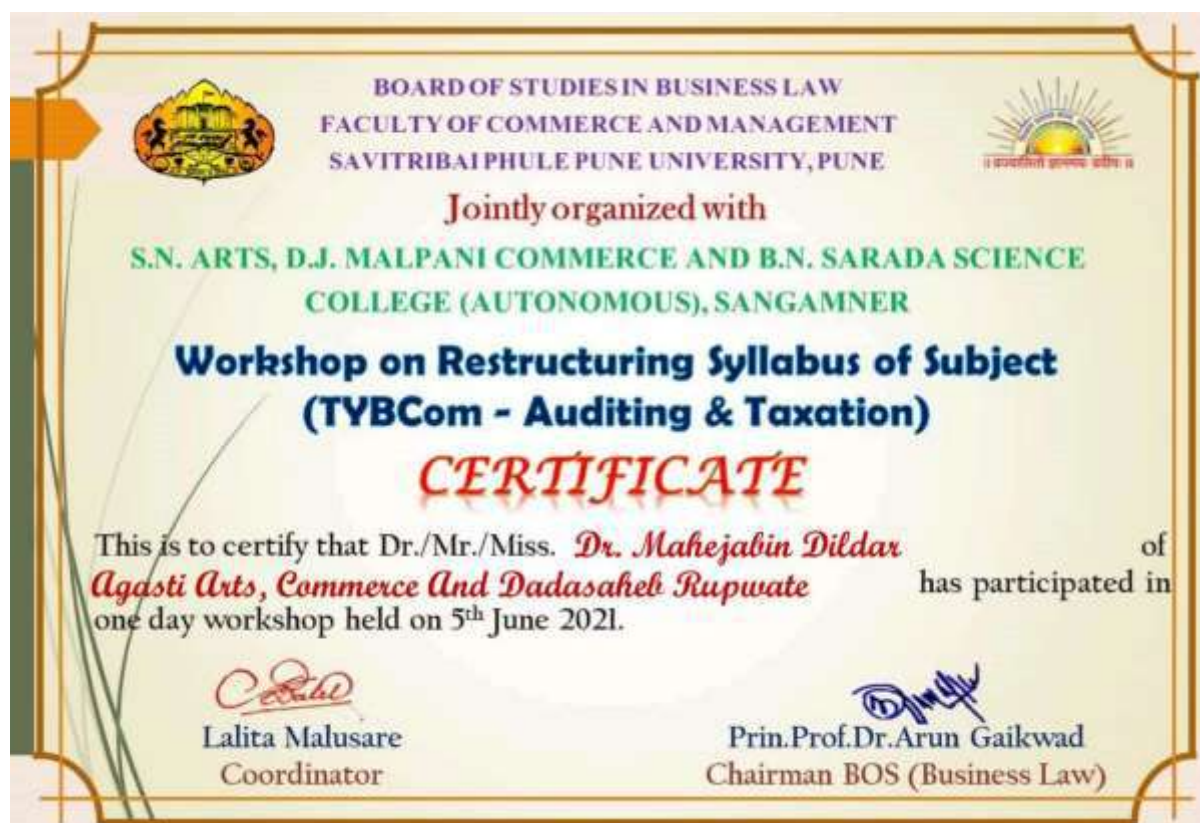 BOARD OF STUDIES IN BUSINESS LAW
FACULTY OF COMMERCE AND MANAGEMENT
SAVITRIBAI PHULE PUNE UNIVERSITY, PUNE
Jointly organized with
S.N. ARTS, D.J. MALPANI COMMERCE AND B.N. SARADA SCIENCE
COLLEGE (AUTONOMOUS), SANGAMNER
Workshop on Restructuring Syllabus of Subject
(TYBCom - Auditing & Taxation)
CERTIFICATE
This is to certify that Dr./Mr./Miss. Dr. Mahejabin Dildar of
Agasti Arts, Commerce And Dadasaheb Rupwate has participated in
one day workshop held on 5th June 2021.
Lalita Malusare
Coordinator
Prin.Prof.Dr.Arun Gaikwad
Chairman BOS (Business Law)